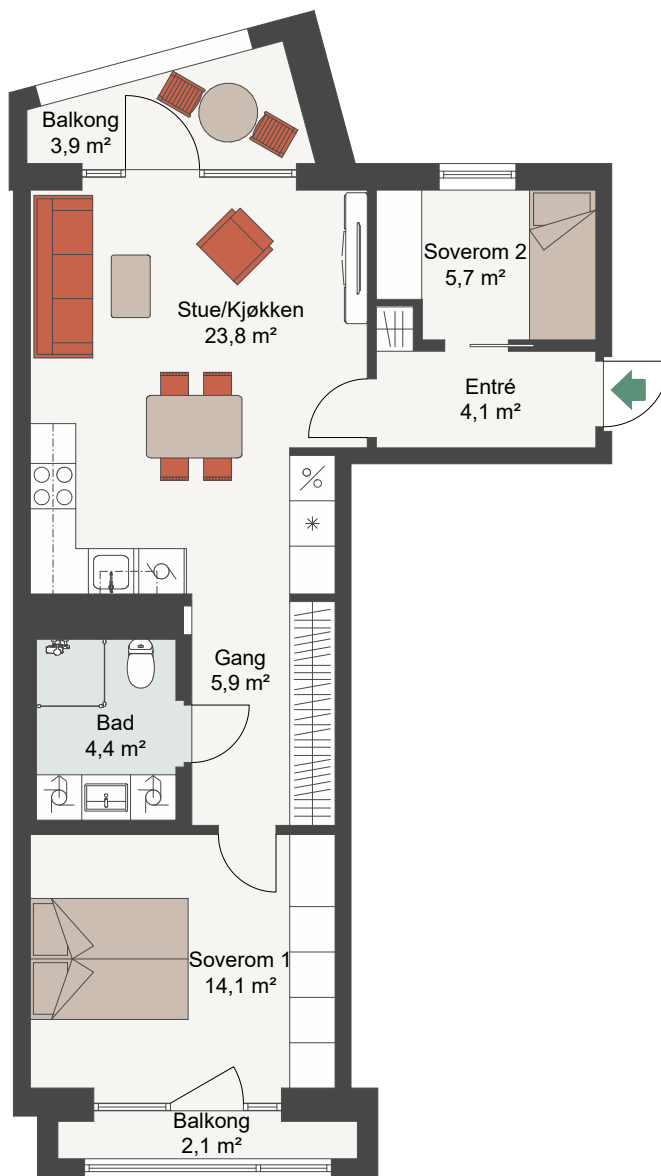 Balkong
3,9 m²
Soverom 2
5,7 m²
Stue/Kjøkken
23,8 m²
Entré
4,1 m²
Gang
5,9 m²
Bad
4,4 m²
Soverom 1
14,1 m²
Balkong
2,1 m²